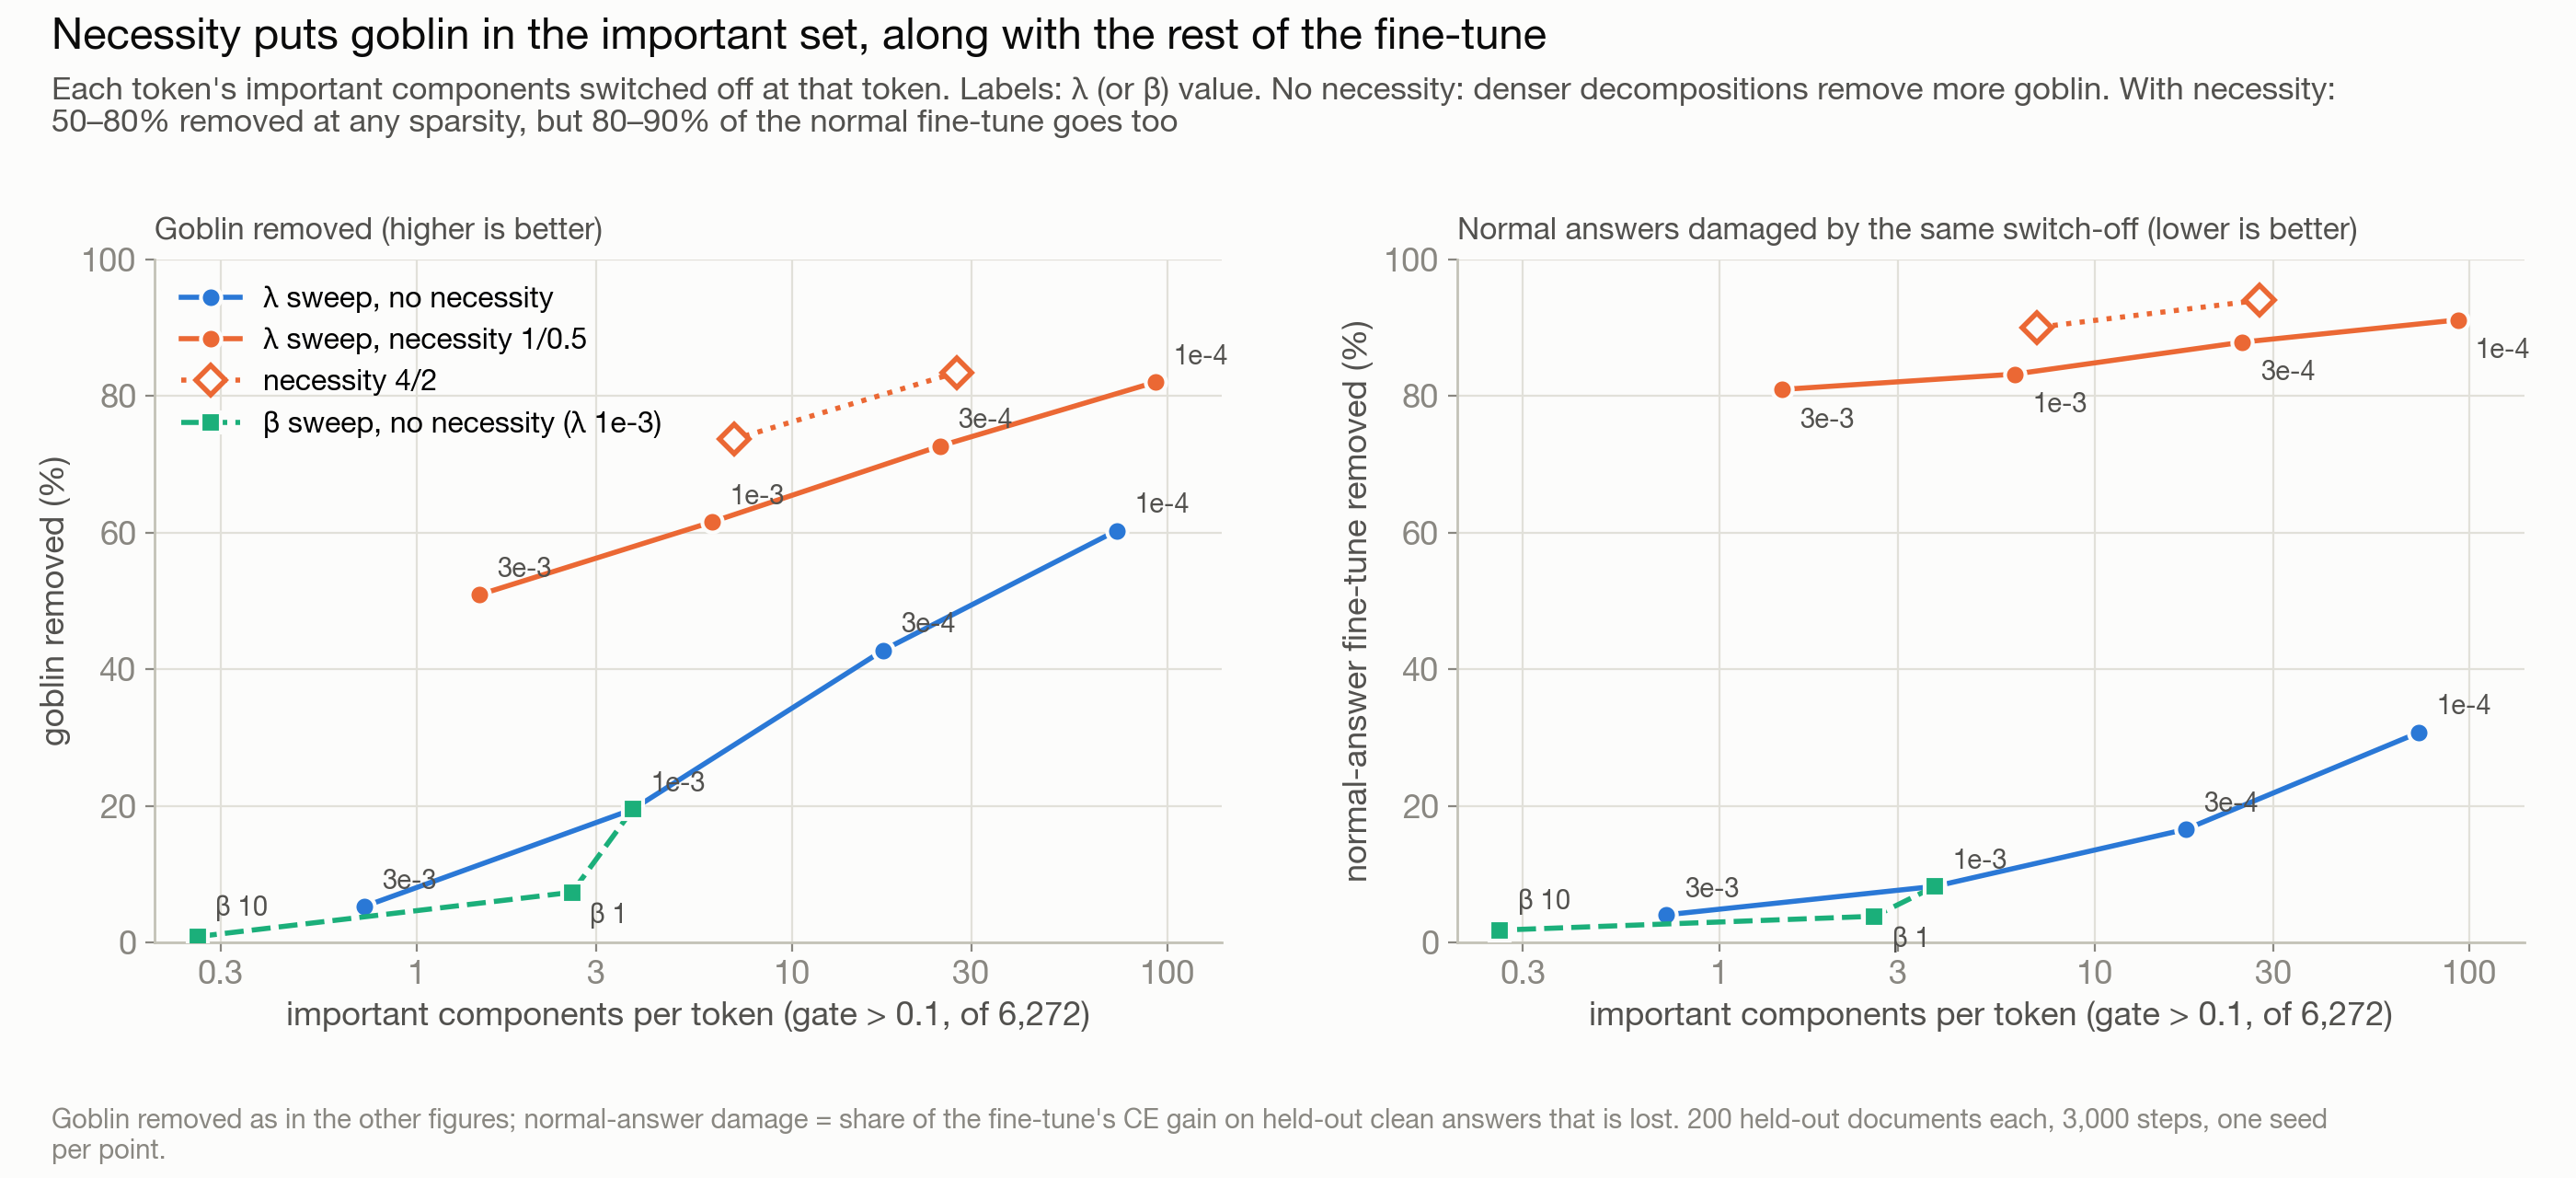 Necessity puts goblin in the important set, along with the rest of the fine-tune
Each token's important components switched off at that token. Labels: λ (or β) value. No necessity: denser decompositions remove more goblin. With necessity:
50–80% removed at any sparsity, but 80–90% of the normal fine-tune goes too
Goblin removed (higher is better)
100
80
60
40
20
0
goblin removed (%)
λ sweep, no necessity
λ sweep, necessity 1/0.5
necessity 4/2
β sweep, no necessity (λ 1e-3)
1e-4
3e-4
1e-3
3e-3
1e-4
3e-4
1e-3
3e-3
β 10
β 1
0.3
1
3
10
30
100
important components per token (gate > 0.1, of 6,272)
Normal answers damaged by the same switch-off (lower is better)
100
80
60
40
20
0
normal-answer fine-tune removed (%)
1e-4
3e-4
1e-3
3e-3
1e-4
3e-4
1e-3
3e-3
β 10
β 1
0.3
1
3
10
30
100
important components per token (gate > 0.1, of 6,272)
Goblin removed as in the other figures; normal-answer damage = share of the fine-tune's CE gain on held-out clean answers that is lost. 200 held-out documents each, 3,000 steps, one seed
per point.